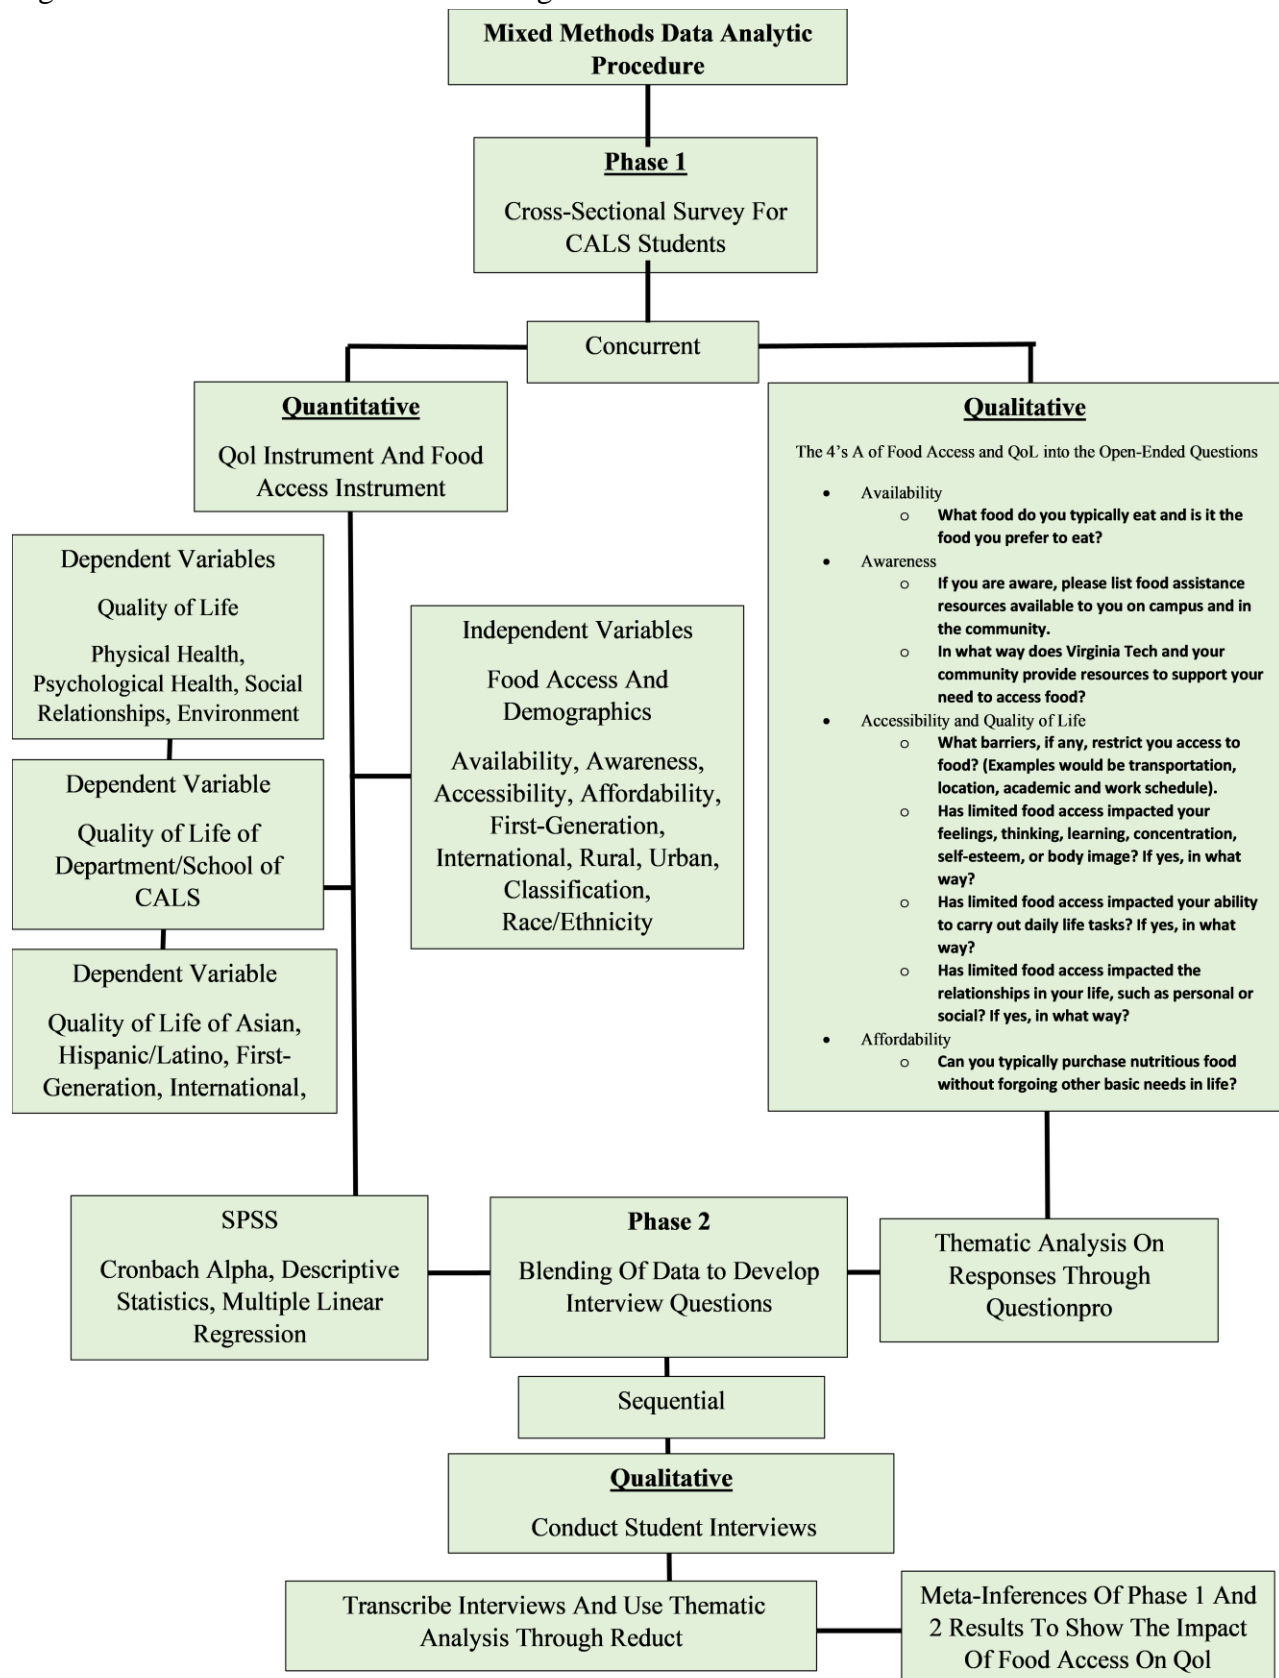 Mixed Methods Data Analytic
Procedure
Phase 1
Cross-Sectional Survey For
CALS Students
Concurrent
Quantitative
Qol Instrument And Food
Access Instrument
Dependent Variables
Quality of Life
Physical Health,
Psychological Health, Social
Relationships, Environment
Dependent Variable
Quality of Life of
Department/School of
CALS
Dependent Variable
Quality of Life of Asian,
Hispanic/Latino, First-
Generation, International,
Independent Variables
Food Access And
Demographics
Availability, Awareness,
Accessibility, Affordability,
First-Generation,
International, Rural, Urban,
Classification,
Race/Ethnicity
Qualitative
The 4's A of Food Access and QoL into the Open-Ended Questions
• Availability
o What food do you typically eat and is it the
food you prefer to eat?
• Awareness
o If you are aware, please list food assistance
resources available to you on campus and in
the community.
o In what way does Virginia Tech and your
community provide resources to support your
need to access food?
• Accessibility and Quality of Life
o What barriers, if any, restrict you access to
food? (Examples would be transportation,
location, academic and work schedule).
o Has limited food access impacted your
feelings, thinking, learning, concentration,
self-esteem, or body image? If yes, in what
way?
o Has limited food access impacted your ability
to carry out daily life tasks? If yes, in what
way?
o Has limited food access impacted the
relationships in your life, such as personal or
social? If yes, in what way?
• Affordability
o Can you typically purchase nutritious food
without forgoing other basic needs in life?
SPSS
Cronbach Alpha, Descriptive
Statistics, Multiple Linear
Regression
Phase 2
Blending Of Data to Develop
Interview Questions
Thematic Analysis On
Responses Through
Questionpro
Sequential
Qualitative
Conduct Student Interviews
Transcribe Interviews And Use Thematic
Analysis Through Reduct
Meta-Inferences Of Phase 1 And
2 Results To Show The Impact
Of Food Access On Qol